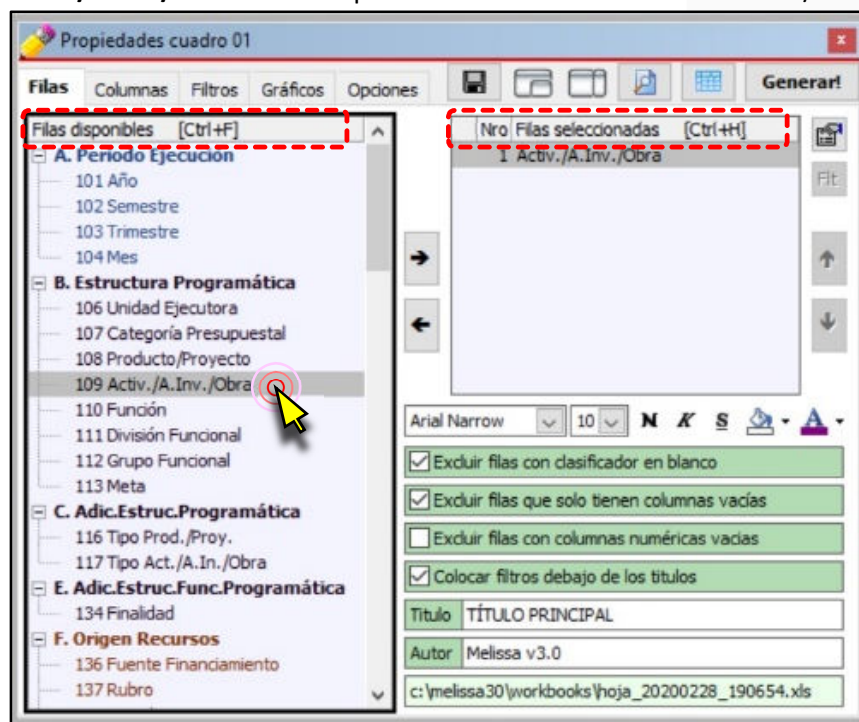 Propiedades cuadro 01
Filas Columnas Filtros Gráficos Opciones Generar!
Filas disponibles [Ctrl+F]
A. Periodo Ejecución
101 Año
102 Semestre
103 Trimestre
104 Mes
B. Estructura Programática
106 Unidad Ejecutora
107 Categoría Presupuestal
108 Producto/Proyecto
109 Activ./A.Inv./Obra
110 Función
111 División Funcional
112 Grupo Funcional
113 Meta
C. Adic.Estruc.Programática
116 Tipo Prod./Proy.
117 Tipo Act./A.In./Obra
E. Adic.Estruc.Func.Programática
134 Finalidad
F. Origen Recursos
136 Fuente Financiamiento
137 Rubro
Nro Filas seleccionadas [Ctrl+H]
1 Activ./A.Inv./Obra
Flt
Arial Narrow 10 N K S A
Excluir filas con clasificador en blanco
Excluir filas que solo tienen columnas vacías
Excluir filas con columnas numéricas vacias
Colocar filtros debajo de los titulos
Titulo TÍTULO PRINCIPAL
Autor Melissa v3.0
c:\melissa30\workbooks\hoja_20200228_190654.xls